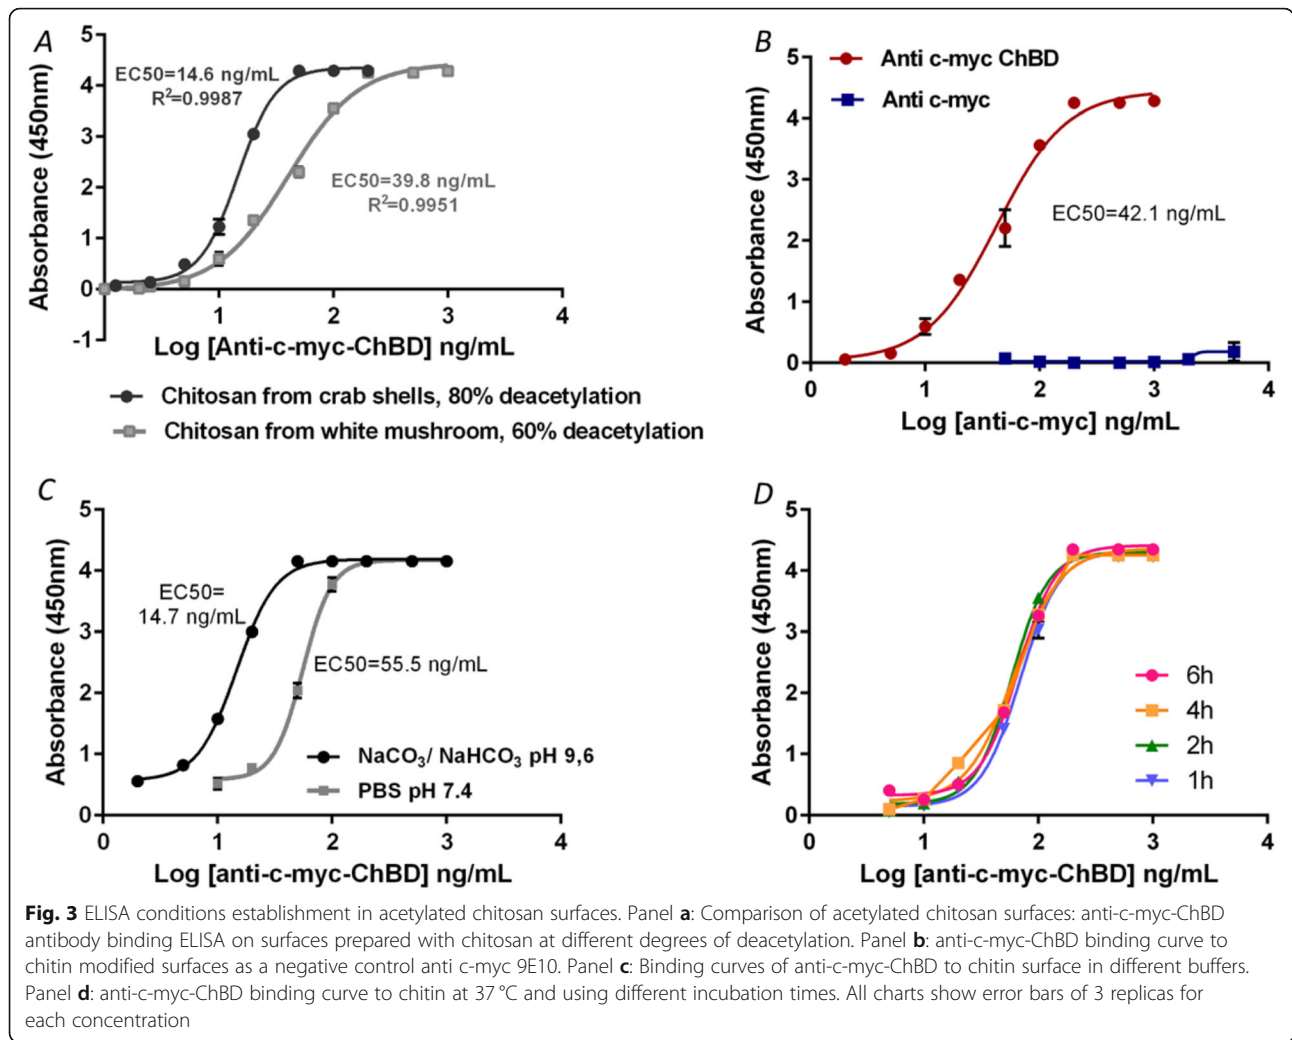 A
Absorbance (450nm)
5
4
3
2
1
0
-1
EC50=14.6 ng/mL
R²=0.9987
EC50=39.8 ng/mL
R²=0.9951
1 2 3 4
Log [Anti-c-myc-ChBD] ng/mL
Chitosan from crab shells, 80% deacetylation
Chitosan from white mushroom, 60% deacetylation
B
Absorbance (450nm)
5
4
3
2
1
0
Anti c-myc ChBD
Anti c-myc
EC50=42.1 ng/mL
0 1 2 3 4
Log [anti-c-myc] ng/mL
C
Absorbance (450nm)
5
4
3
2
1
0
EC50=
14.7 ng/mL
EC50=55.5 ng/mL
NaCO₃/ NaHCO₃ pH 9,6
PBS pH 7.4
0 1 2 3 4
Log [anti-c-myc-ChBD] ng/mL
D
Absorbance (450nm)
5
4
3
2
1
0
6h
4h
2h
1h
0 1 2 3 4
Log [anti-c-myc-ChBD] ng/mL
Fig. 3 ELISA conditions establishment in acetylated chitosan surfaces. Panel a: Comparison of acetylated chitosan surfaces: anti-c-myc-ChBD
antibody binding ELISA on surfaces prepared with chitosan at different degrees of deacetylation. Panel b: anti-c-myc-ChBD binding curve to
chitin modified surfaces as a negative control anti c-myc 9E10. Panel c: Binding curves of anti-c-myc-ChBD to chitin surface in different buffers.
Panel d: anti-c-myc-ChBD binding curve to chitin at 37 °C and using different incubation times. All charts show error bars of 3 replicas for
each concentration